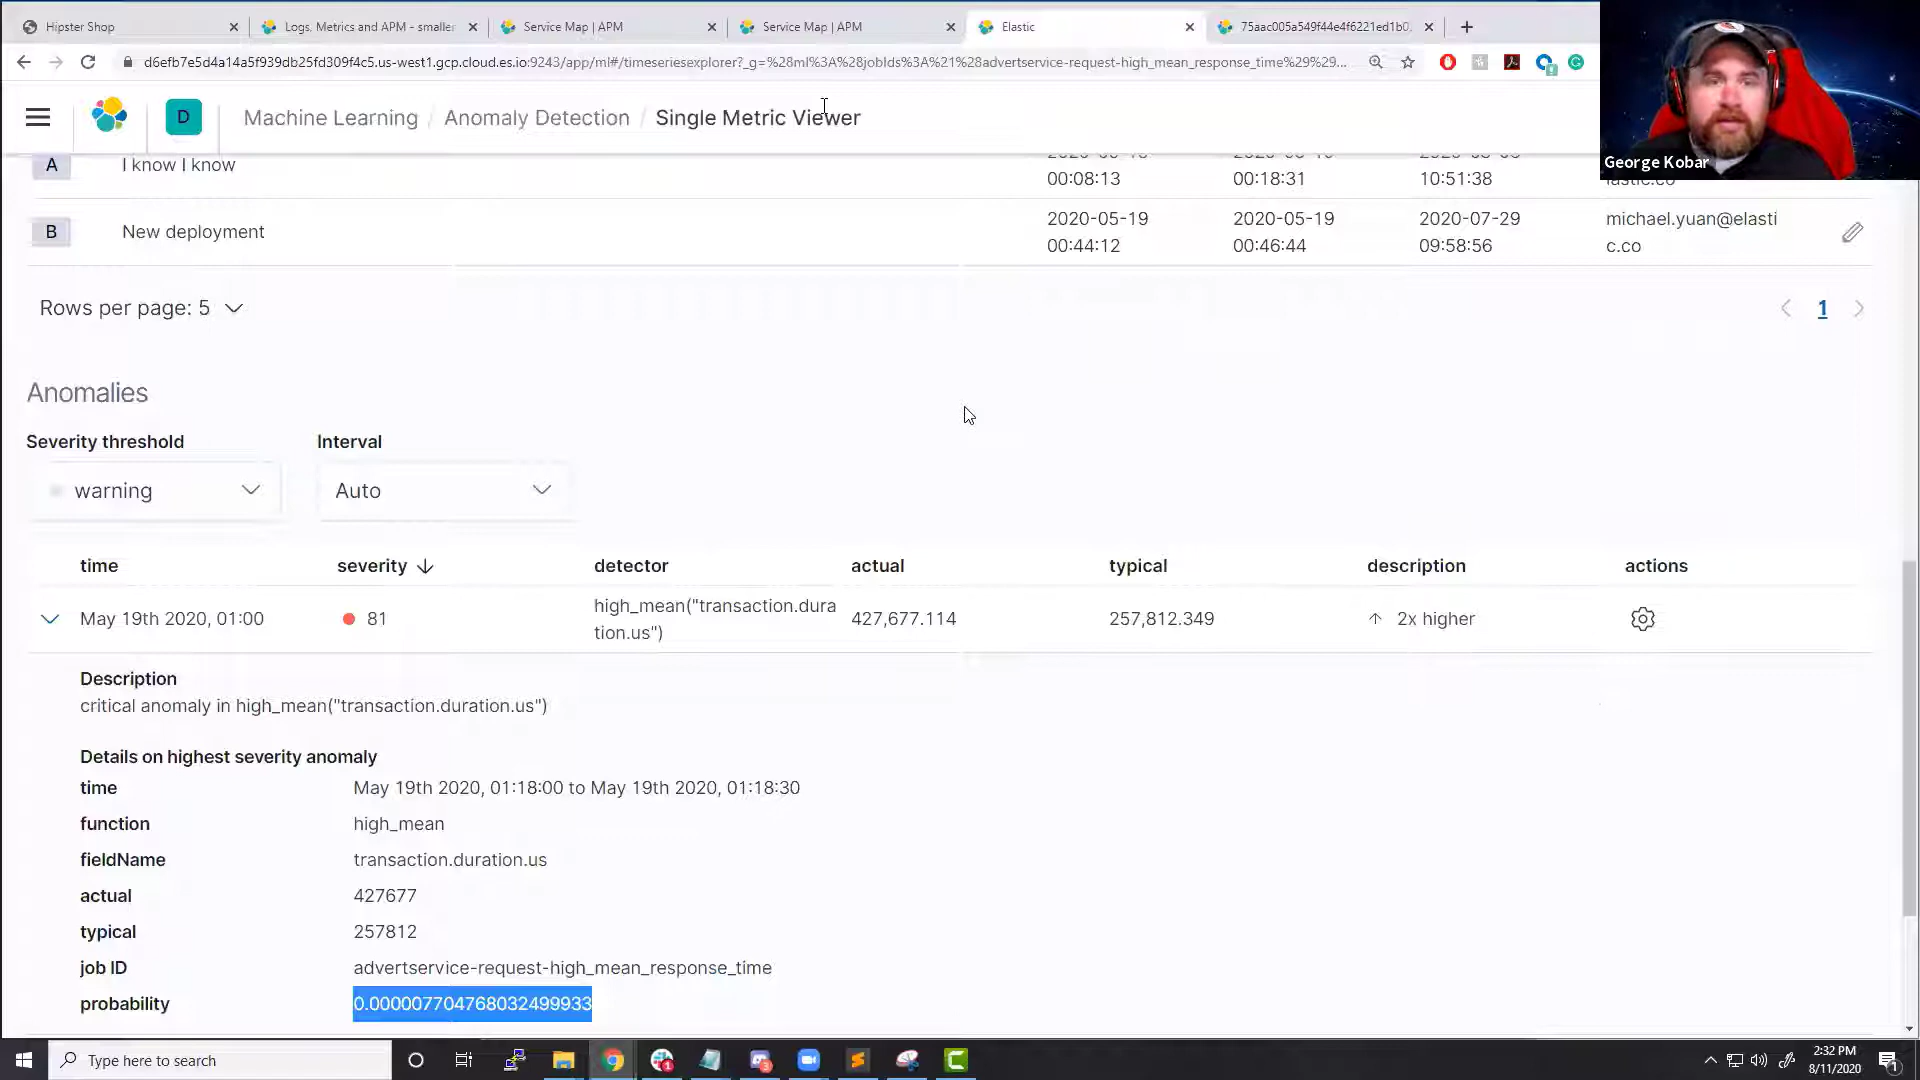 Hipster Shop
Logs, Metrics and APM - smaller
Service Map | APM
Service Map | APM
Elastic
75aac005a549f44e4f6221ed1b0
d6efb7e5d4a14a5f939db25fd309f4c5.us-west1.gcp.cloud.es.io:9243/app/ml#/timeseriesexplorer?_g=%28ml%3A%28jobIds%3A%21%28advertservice-request-high_mean_response_time%29%29...
D
Machine Learning / Anomaly Detection / Single Metric Viewer
George Kobar
A I know I know
00:08:13 00:18:31 10:51:38
B New deployment
2020-05-19 2020-05-19 2020-07-29 michael.yuan@elasti
00:44:12 00:46:44 09:58:56 c.co
Rows per page: 5
1
Anomalies
Severity threshold Interval
warning Auto
time severity detector actual typical description actions
May 19th 2020, 01:00 81 high_mean("transaction.dura
tion.us") 427,677.114 257,812.349 2x higher
Description
critical anomaly in high_mean("transaction.duration.us")
Details on highest severity anomaly
time May 19th 2020, 01:18:00 to May 19th 2020, 01:18:30
function high_mean
fieldName transaction.duration.us
actual 427677
typical 257812
job ID advertservice-request-high_mean_response_time
probability 0.000007704768032499933
Type here to search
2:32 PM
8/11/2020